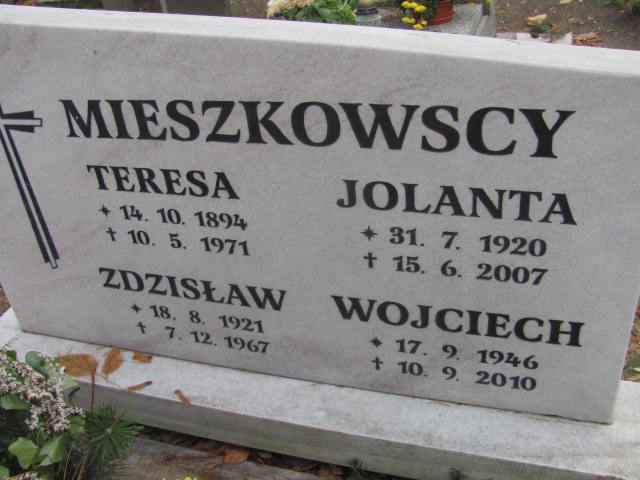 MIESZKOWSCY
TERESA
* 14. 10. 1894
† 10. 5. 1971
ZDZISŁAW
* 18. 8. 1921
† 7. 12. 1967
JOLANTA
* 31. 7. 1920
† 15. 6. 2007
WOJCIECH
* 17. 9. 1946
† 10. 9. 2010